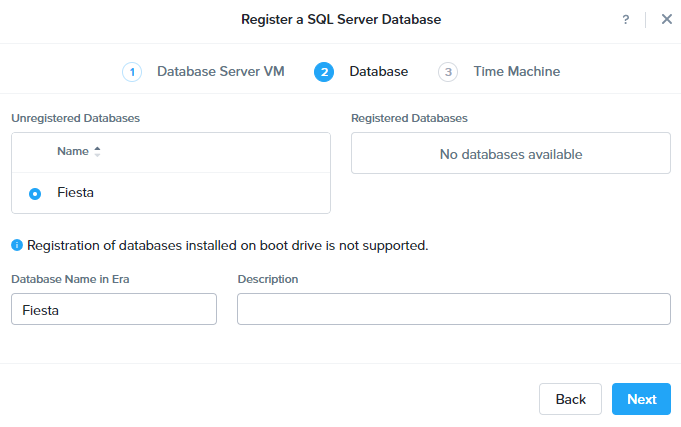 Register a SQL Server Database
?
1 Database Server VM 2 Database 3 Time Machine
Unregistered Databases
Name
Fiesta
Registered Databases
No databases available
Registration of databases installed on boot drive is not supported.
Database Name in Era
Fiesta
Description
Back Next